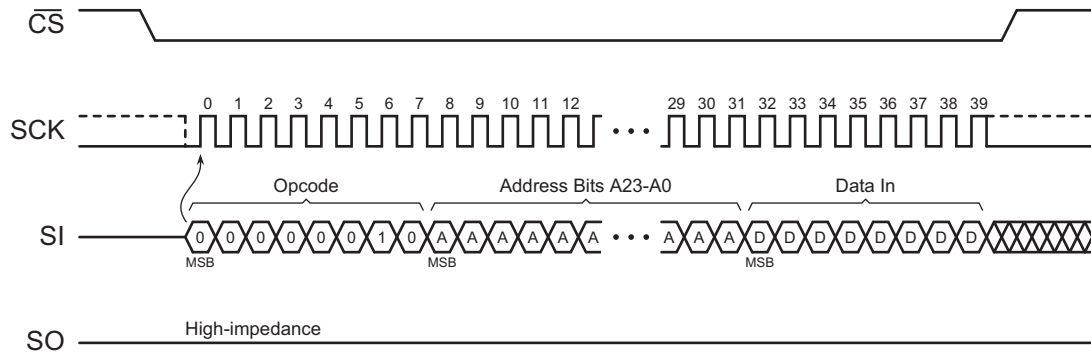 CS
0 1 2 3 4 5 6 7 8 9 10 11 12 29 30 31 32 33 34 35 36 37 38 39
SCK
Opcode Address Bits A23-A0 Data In
SI 0 0 0 0 0 0 1 0 A A A A A A A A A D D D D D D D D
MSB MSB MSB
High-impedance
SO